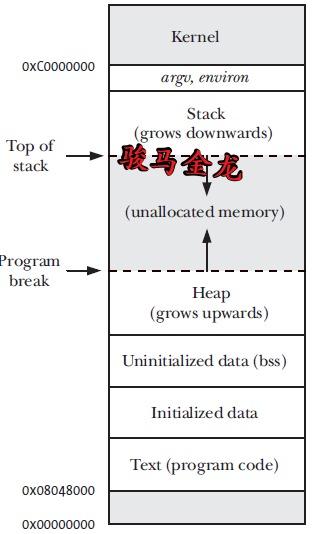 Kernel
0xC0000000
argv, environ
Stack
(grows downwards)
Top of
stack
骏马金龙
(unallocated memory)
Program
break
Heap
(grows upwards)
Uninitialized data (bss)
Initialized data
Text (program code)
0x08048000
0x00000000